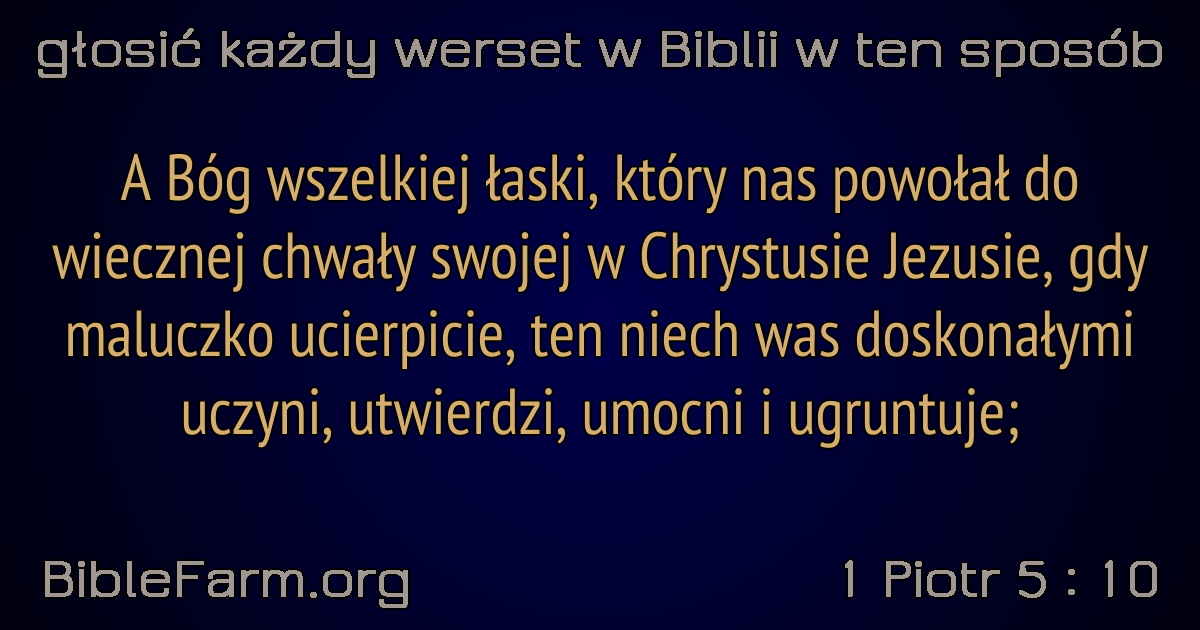 głosić każdy werset w Biblii w ten sposób
A Bóg wszelkiej łaski, który nas powołał do
wiecznej chwały swojej w Chrystusie Jezusie, gdy
maluczko ucierpicie, ten niech was doskonałymi
uczyni, utwierdzi, umocni i ugruntuje;
BibleFarm.org
1 Piotr 5 : 10